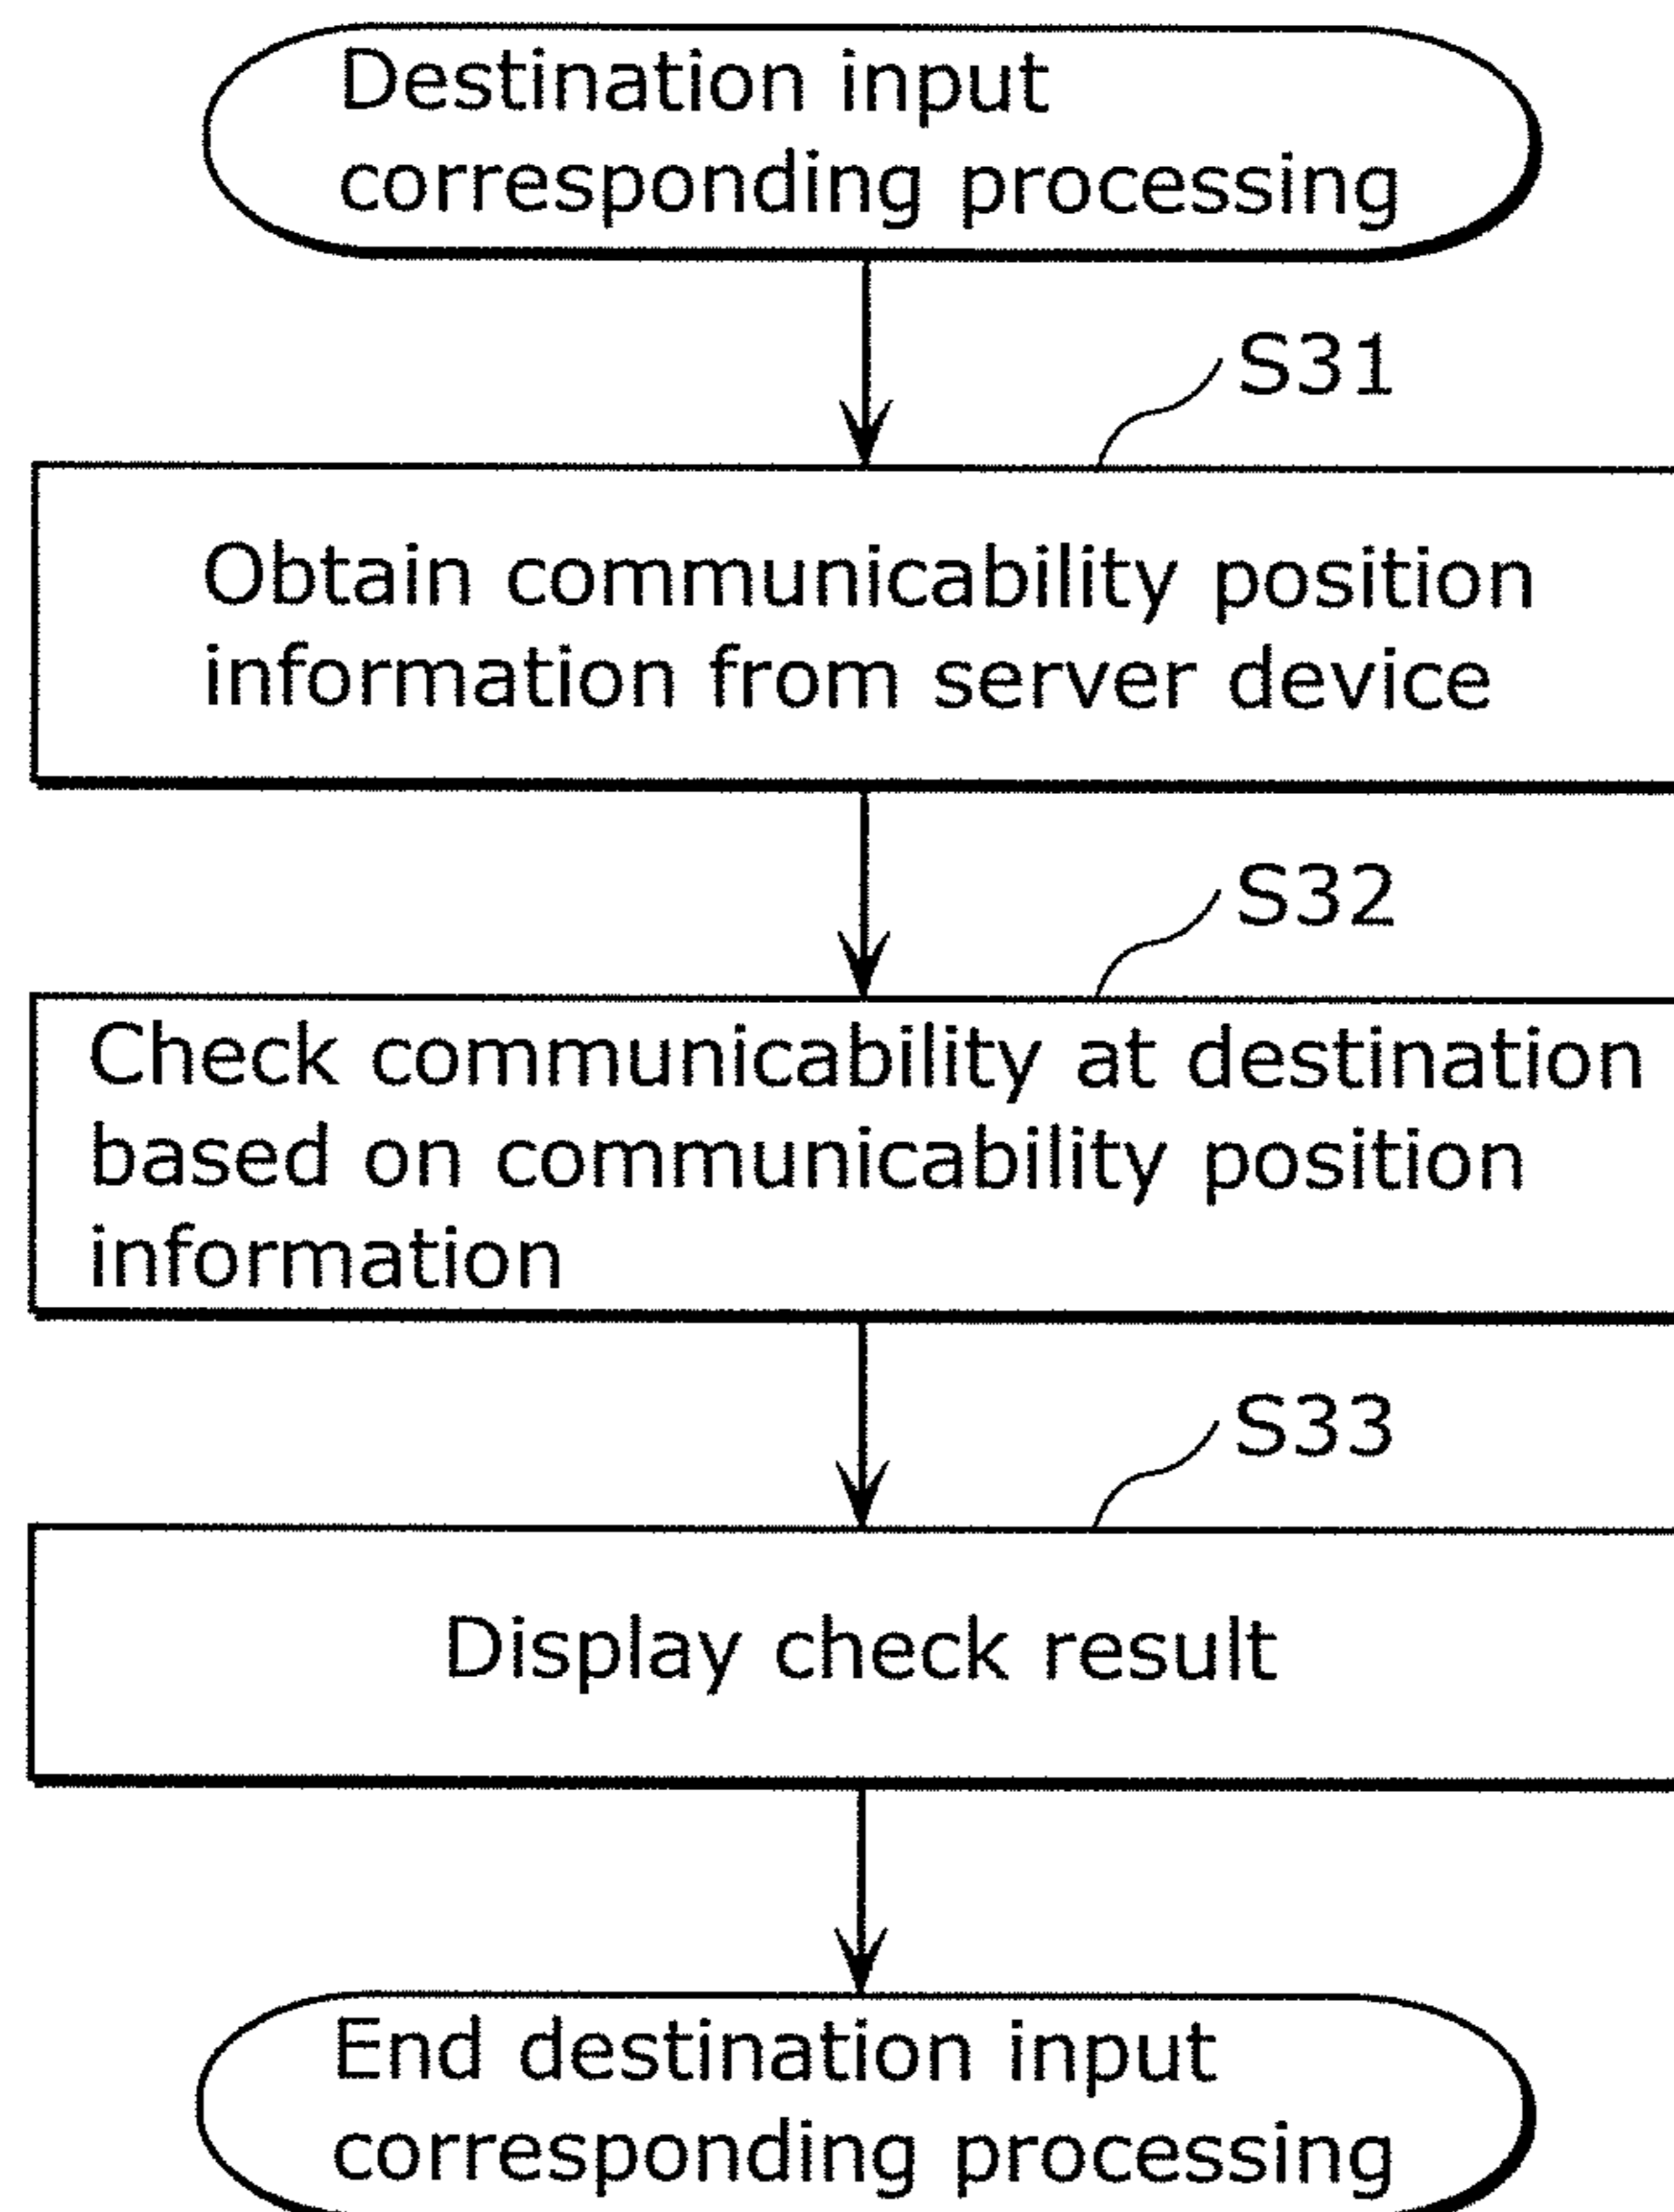 Destination input
corresponding processing
S31
Obtain communicability position
information from server device
S32
Check communicability at destination
based on communicability position
information
S33
Display check result
End destination input
corresponding processing